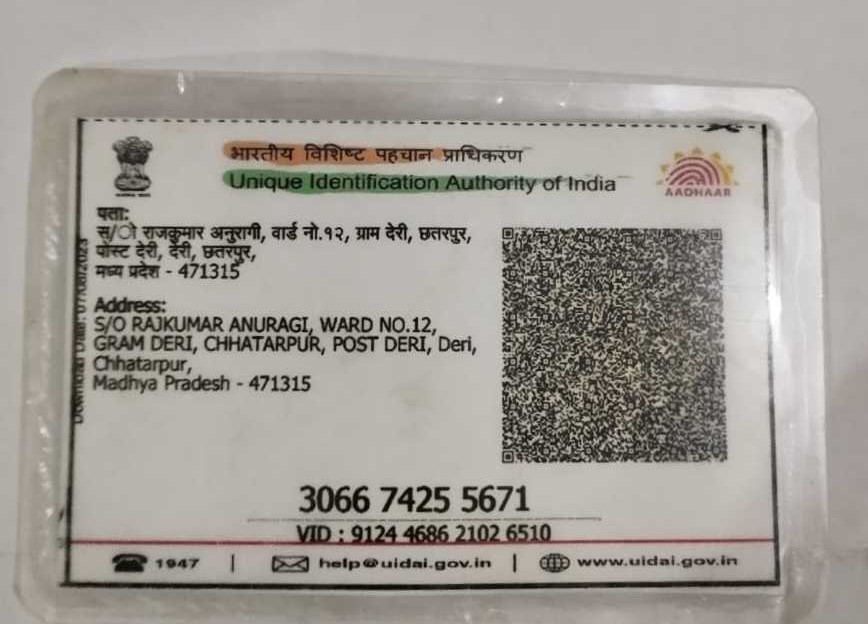 भारतीय विशिष्ट पहचान प्राधिकरण
Unique Identification Authority of India
AADHAAR
पता:
स/ो राजकुमार अनुरागी, वार्ड नो.१२, ग्राम देरी, छतरपुर,
पोस्ट देरी, देरी, छतरपुर,
मध्य प्रदेश - 471315
Address:
S/O RAJKUMAR ANURAGI, WARD NO.12,
GRAM DERI, CHHATARPUR, POST DERI, Deri,
Chhatarpur,
Madhya Pradesh - 471315
3066 7425 5671
VID : 9124 4686 2102 6510
1947 | help@uidai.gov.in | www.uidai.gov.in